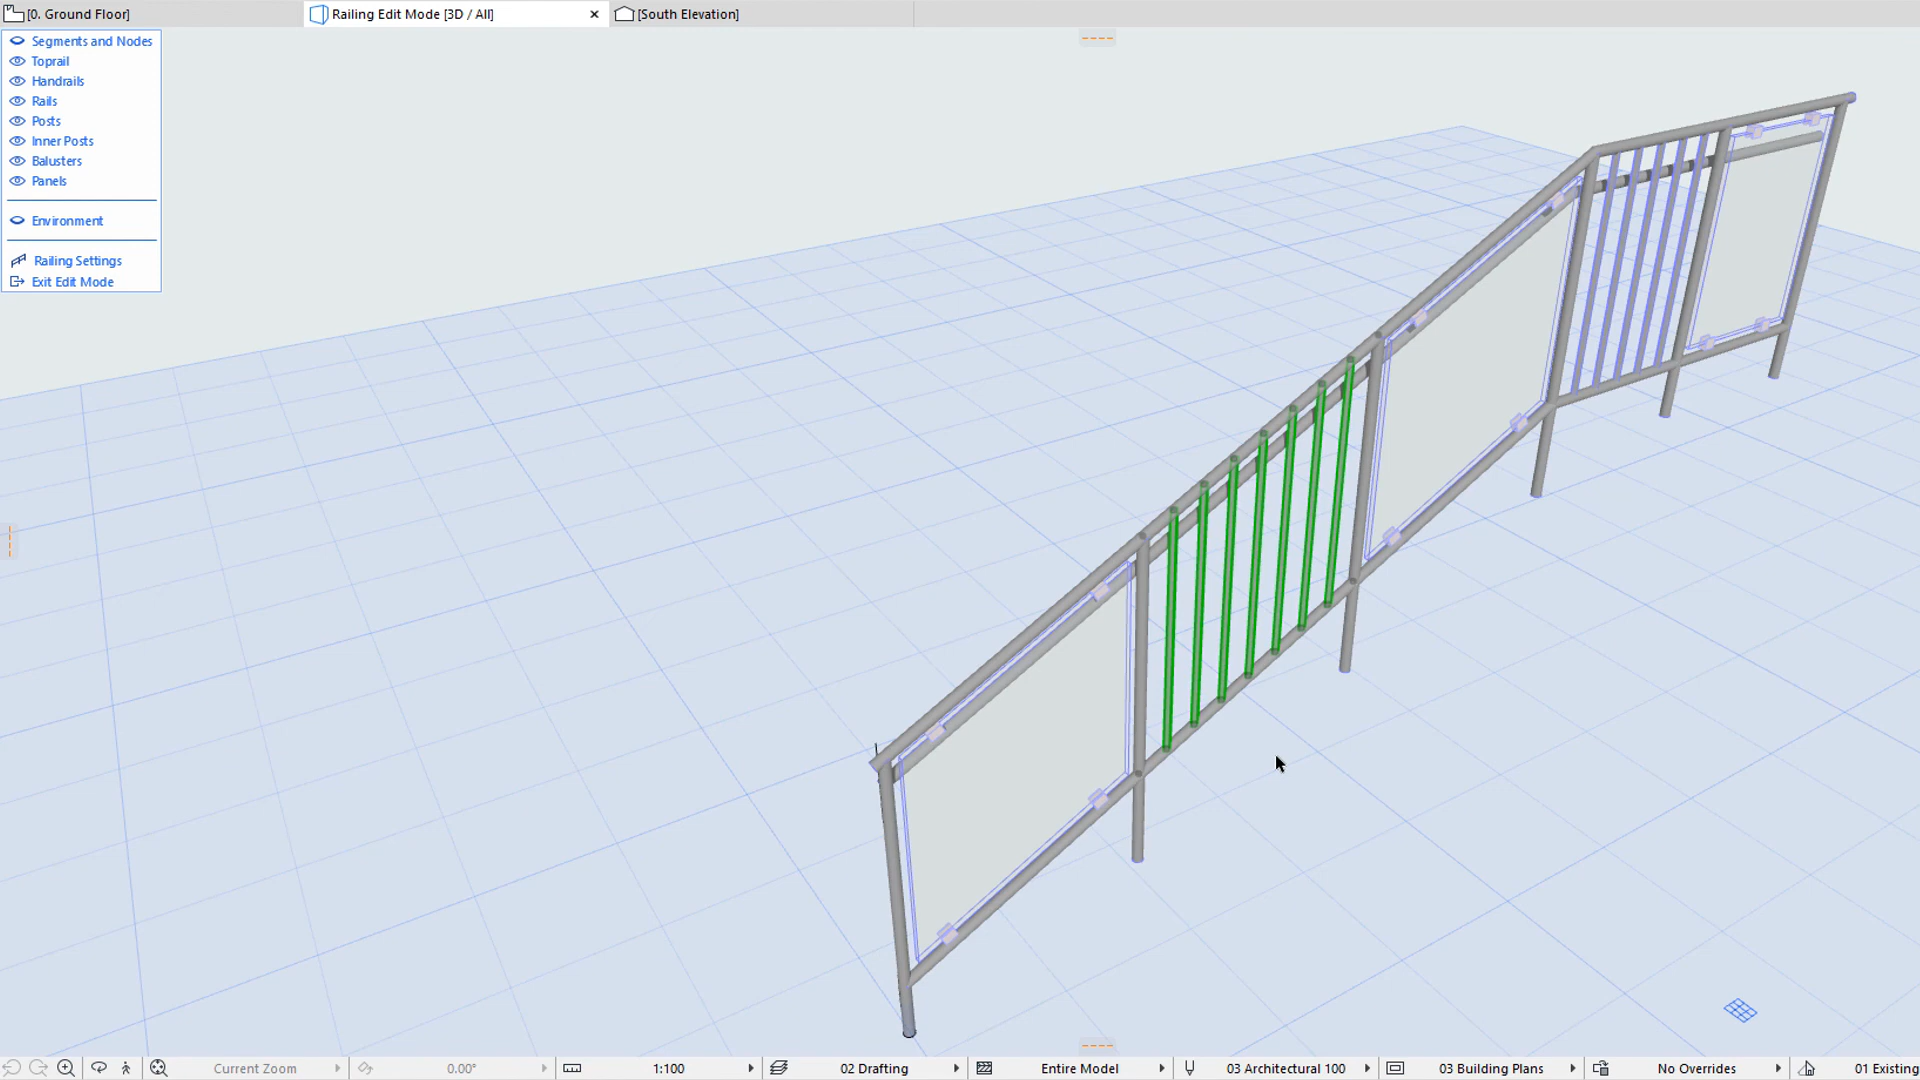 [0. Ground Floor]
Railing Edit Mode [3D / All]
[South Elevation]
Segments and Nodes
Toprail
Handrails
Rails
Posts
Inner Posts
Balusters
Panels
Environment
Railing Settings
Exit Edit Mode
Current Zoom
0.00°
1:100
02 Drafting
Entire Model
03 Architectural 100
03 Building Plans
No Overrides
01 Existing